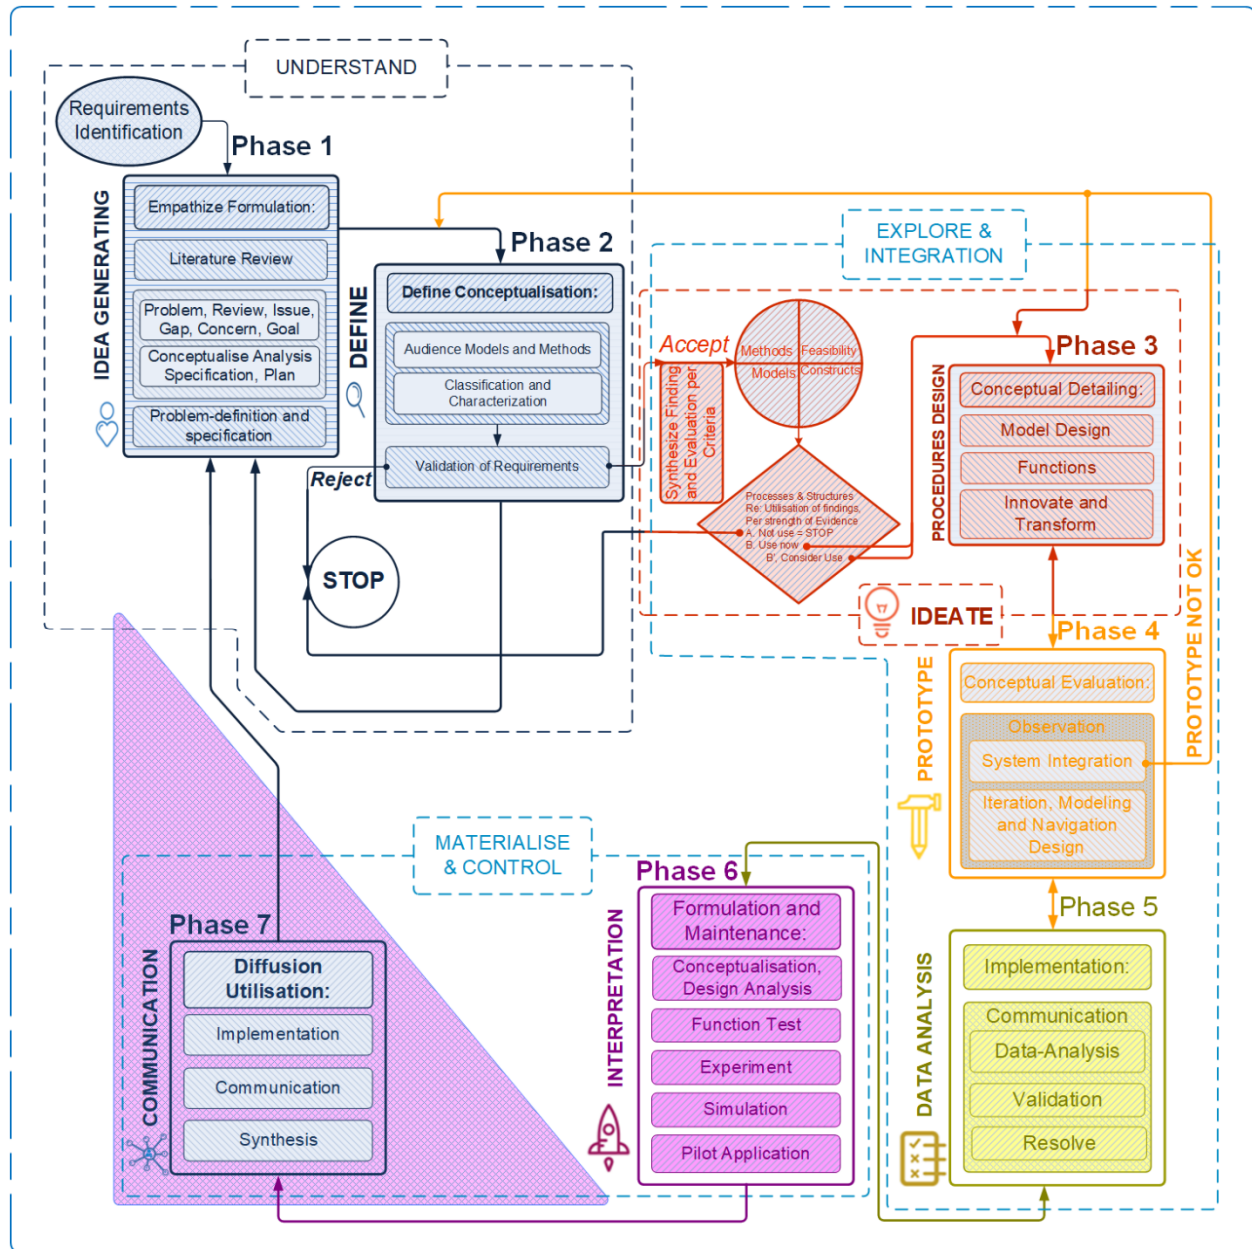 UNDERSTAND
Requirements
Identification
Phase 1
IDEA GENERATING
Empathize Formulation:
Literature Review
Problem, Review, Issue,
Gap, Concern, Goal
Conceptualise Analysis
Specification, Plan
Problem-definition and
specification
Phase 2
DEFINE
Define Conceptualisation:
Audience Models and Methods
Classification and
Characterization
Validation of Requirements
Reject
STOP
EXPLORE &
INTEGRATION
Accept
Synthesize Finding
and Evaluation per
Criteria
Methods
Feasibility
Models
Constructs
Processes & Structures
Re: Utilisation of findings,
Per strength of Evidence
A. Not use = STOP
B. Use now
B'. Consider Use
IDEATE
Phase 3
PROCEDURES DESIGN
Conceptual Detailing:
Model Design
Functions
Innovate and
Transform
Phase 4
PROTOTYPE
PROTOTYPE NOT OK
Conceptual Evaluation:
Observation
System Integration
Iteration, Modeling
and Navigation
Design
Phase 5
DATA ANALYSIS
Implementation:
Communication
Data-Analysis
Validation
Resolve
MATERIALISE
& CONTROL
Phase 6
INTERPRETATION
Formulation and
Maintenance:
Conceptualisation,
Design Analysis
Function Test
Experiment
Simulation
Pilot Application
Phase 7
COMMUNICATION
Diffusion
Utilisation:
Implementation
Communication
Synthesis